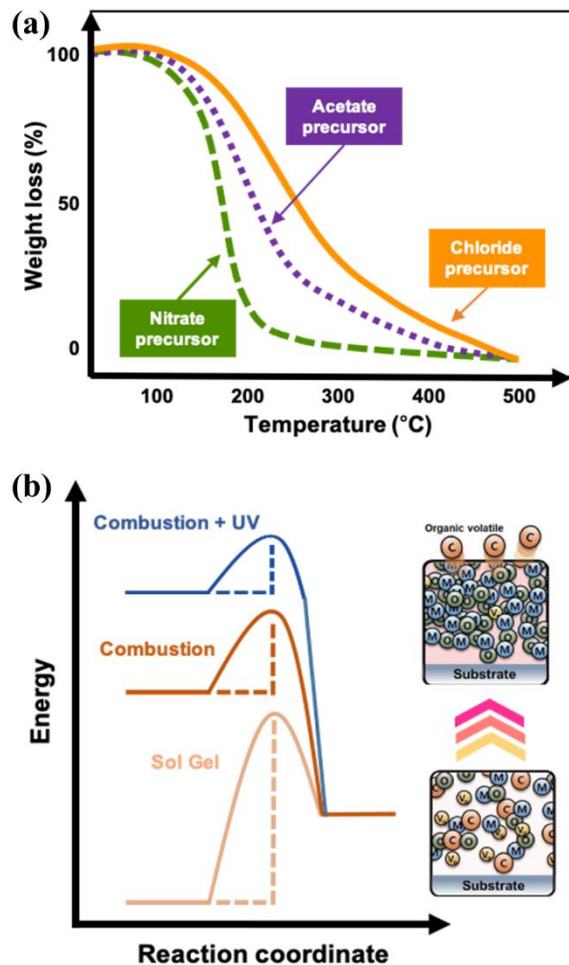 (a)
Weight loss (%)
100
50
0
Acetate
precursor
Chloride
precursor
Nitrate
precursor
100
200
300
400
500
Temperature (°C)
(b)
Energy
Combustion + UV
Combustion
Sol Gel
Reaction coordinate
Organic volatile
C
C
C
M
O
V
Substrate
C
M
O
V
Substrate